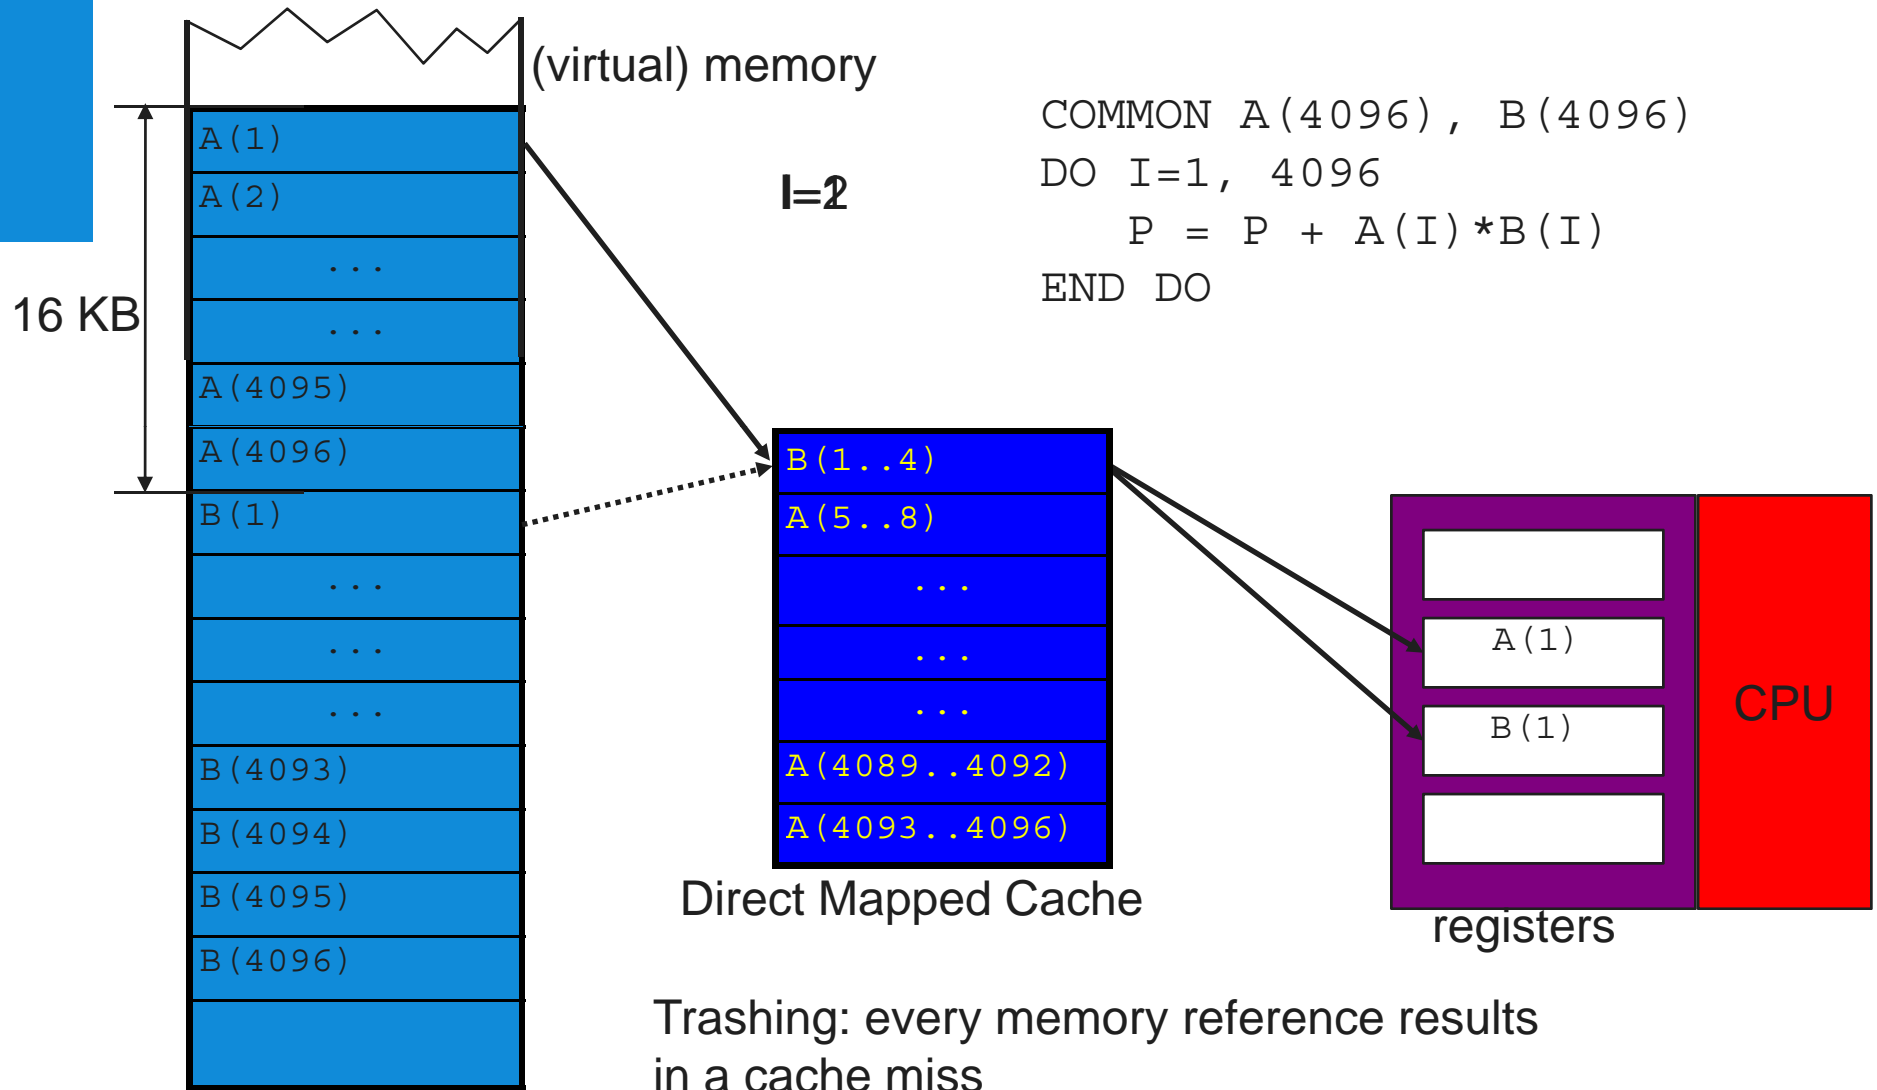 (virtual) memory
COMMON A(4096), B(4096)
DO I=1, 4096
P = P + A(I)*B(I)
END DO
16 KB
A(1)
A(2)
...
...
A(4095)
A(4096)
B(1)
...
...
...
B(4093)
B(4094)
B(4095)
B(4096)
B(1..4)
A(5..8)
...
...
...
A(4089..4092)
A(4093..4096)
Direct Mapped Cache
A(1)
B(1)
CPU
registers
Trashing: every memory reference results
in a cache miss